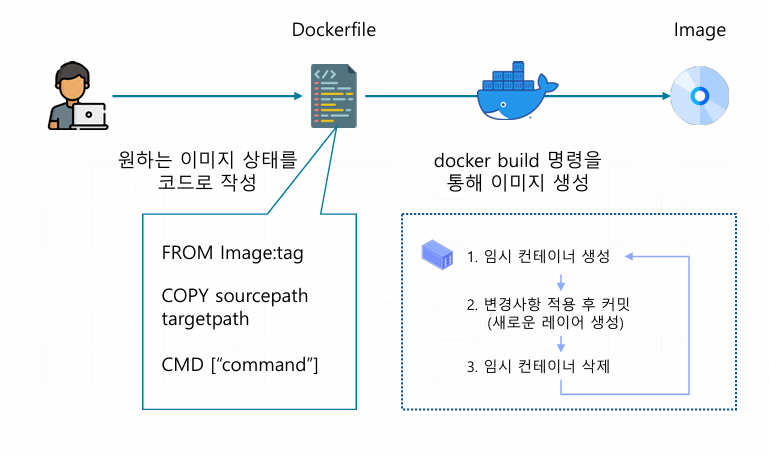 Dockerfile
Image
원하는 이미지 상태를
코드로 작성
docker build 명령을
통해 이미지 생성
FROM Image:tag
COPY sourcepath
targetpath
CMD [“command”]
1. 임시 컨테이너 생성
2. 변경사항 적용 후 커밋
(새로운 레이어 생성)
3. 임시 컨테이너 삭제